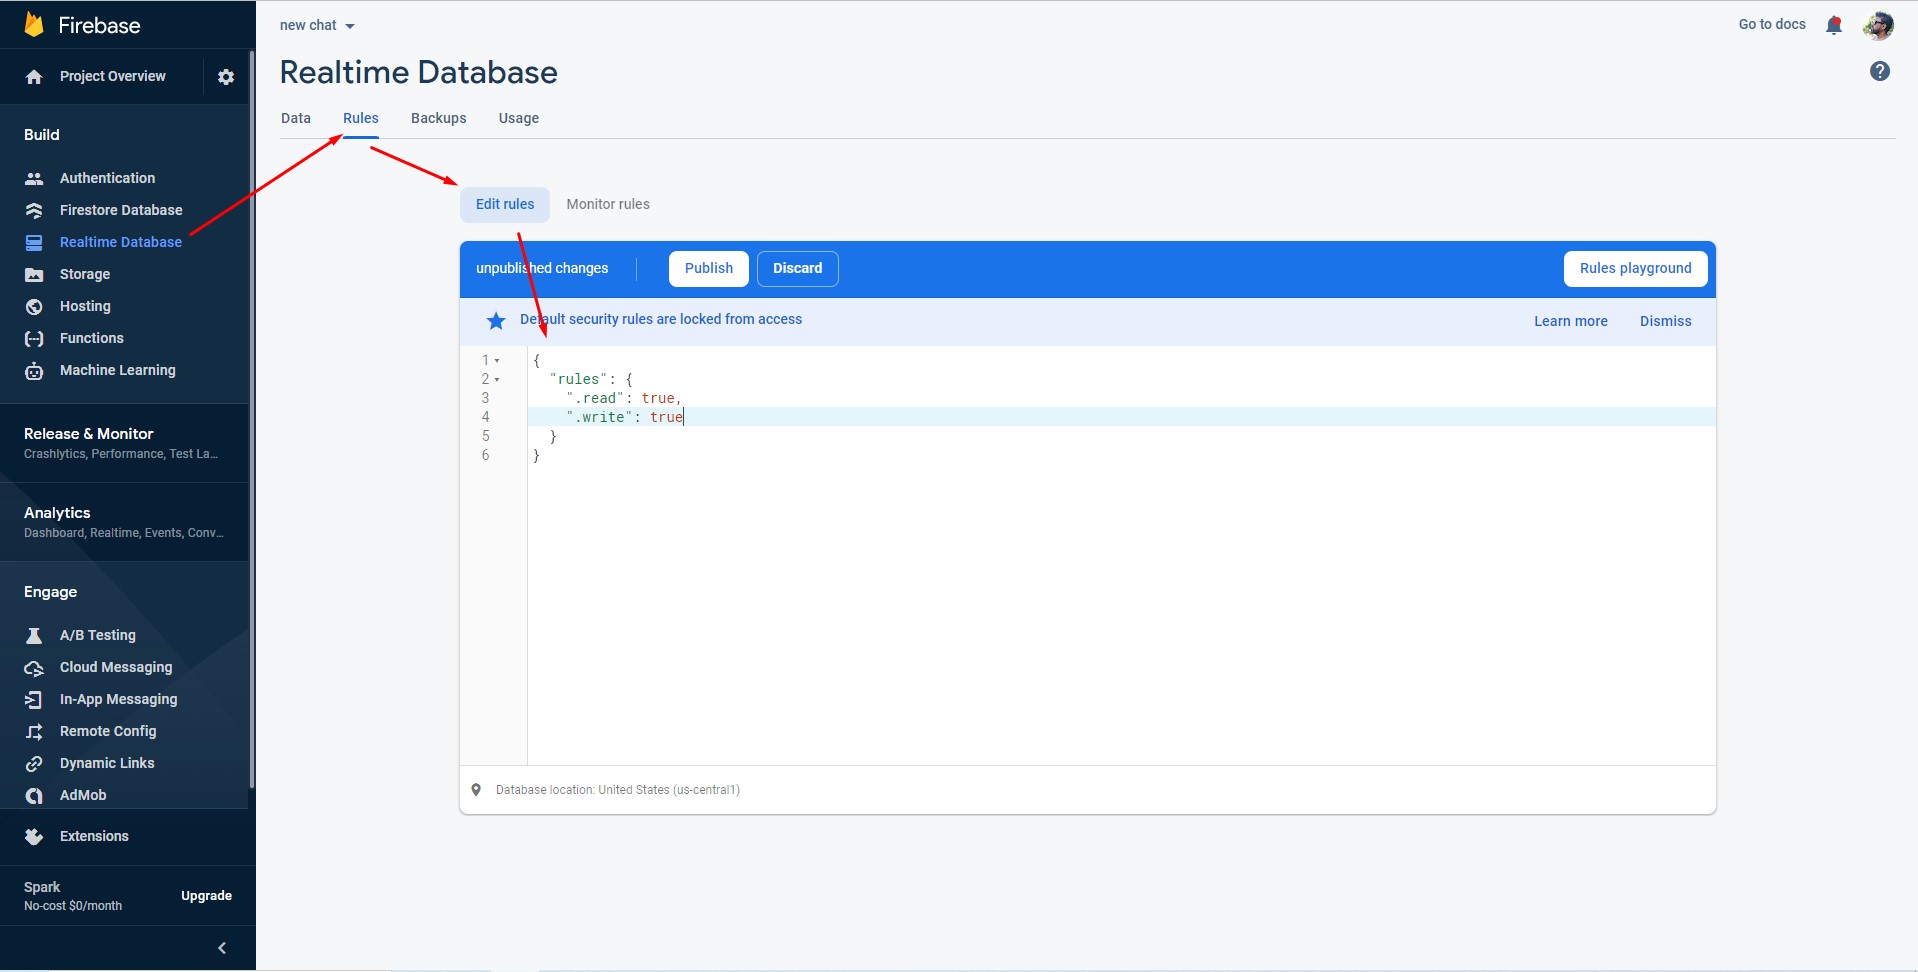 Firebase
Project Overview
Build
Authentication
Firestore Database
Realtime Database
Storage
Hosting
Functions
Machine Learning
Release & Monitor
Crashlytics, Performance, Test La...
Analytics
Dashboard, Realtime, Events, Conv...
Engage
A/B Testing
Cloud Messaging
In-App Messaging
Remote Config
Dynamic Links
AdMob
Extensions
Spark
No-cost $0/month
Upgrade
new chat
Go to docs
Realtime Database
?
Data Rules Backups Usage
Edit rules Monitor rules
unpublished changes Publish Discard Rules playground
Default security rules are locked from access Learn more Dismiss
1 {
2 "rules": {
3 ".read": true,
4 ".write": true
5 }
6 }
Database location: United States (us-central1)